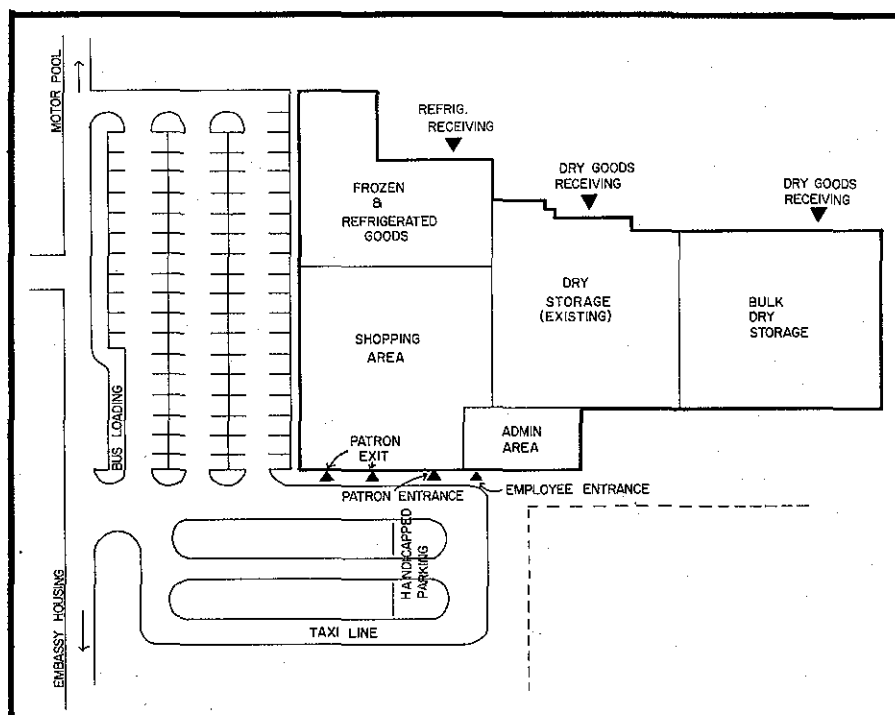 MOTOR POOL
REFRIG.
RECEIVING
DRY GOODS
RECEIVING
DRY GOODS
RECEIVING
FROZEN
&
REFRIGERATED
GOODS
DRY
STORAGE
(EXISTING)
BULK
DRY
STORAGE
SHOPPING
AREA
BUS LOADING
ADMIN
AREA
PATRON
EXIT
PATRON ENTRANCE
EMPLOYEE ENTRANCE
HANDICAPPED
PARKING
TAXI LINE
EMBASSY HOUSING